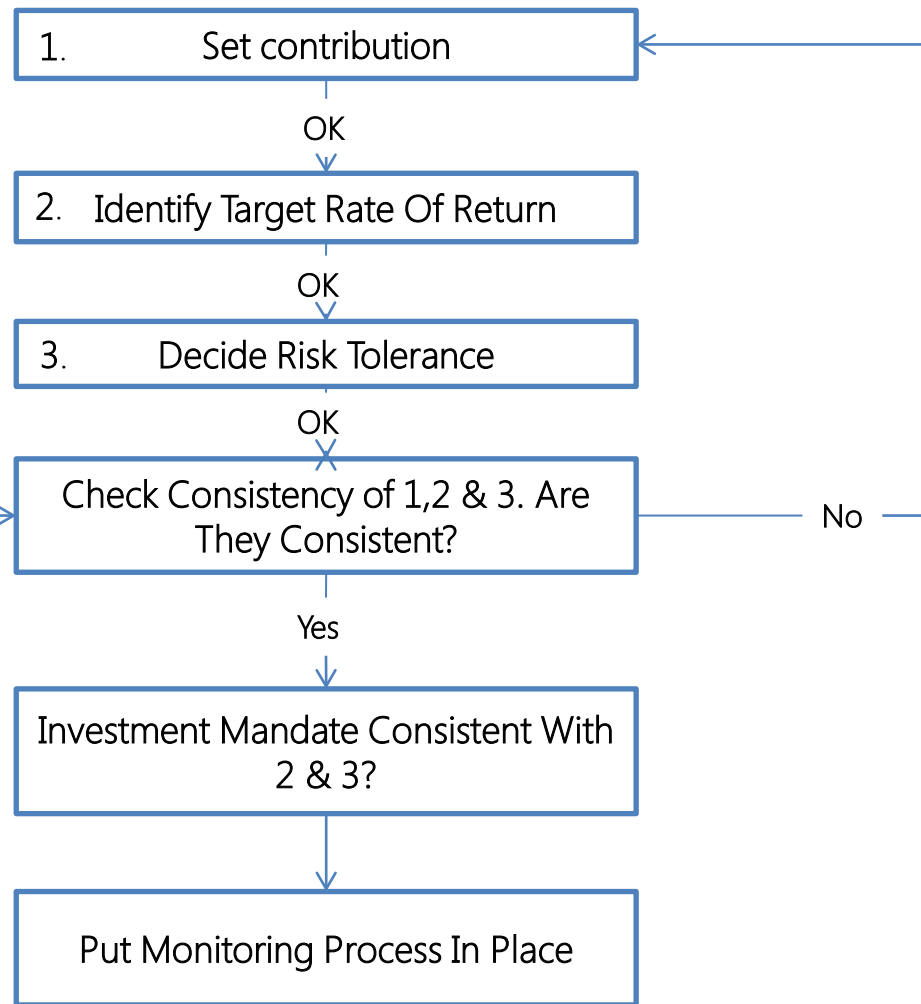 1. Set contribution
OK
2. Identify Target Rate Of Return
OK
3. Decide Risk Tolerance
OK
Check Consistency of 1,2 & 3. Are
They Consistent?
No
Yes
Investment Mandate Consistent With
2 & 3?
Put Monitoring Process In Place